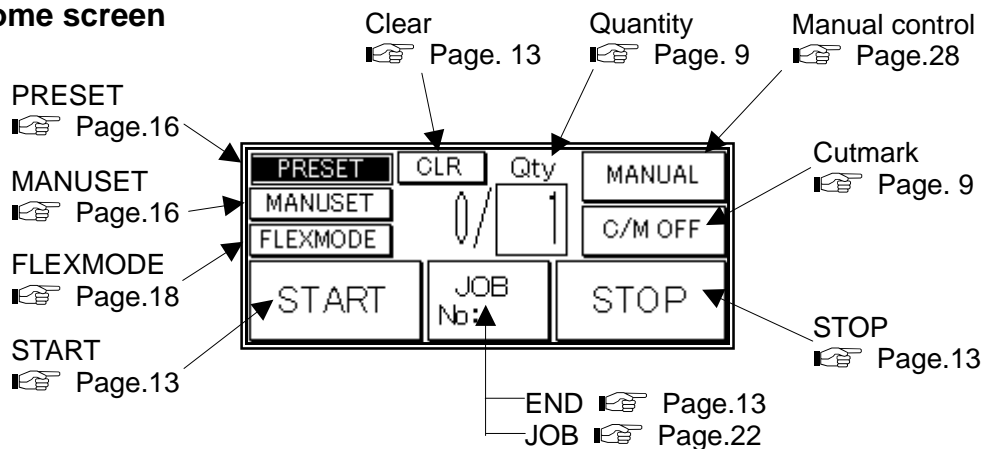 ome screen
Clear
Page. 13
Quantity
Page. 9
Manual control
Page.28
PRESET
Page.16
MANUSET
Page.16
FLEXMODE
Page.18
START
Page.13
PRESET
CLR
Qty
MANUAL
MANUSET
0/
1
C/M OFF
FLEXMODE
START
JOB
No:
STOP
Cutmark
Page. 9
STOP
Page.13
END Page.13
JOB Page.22